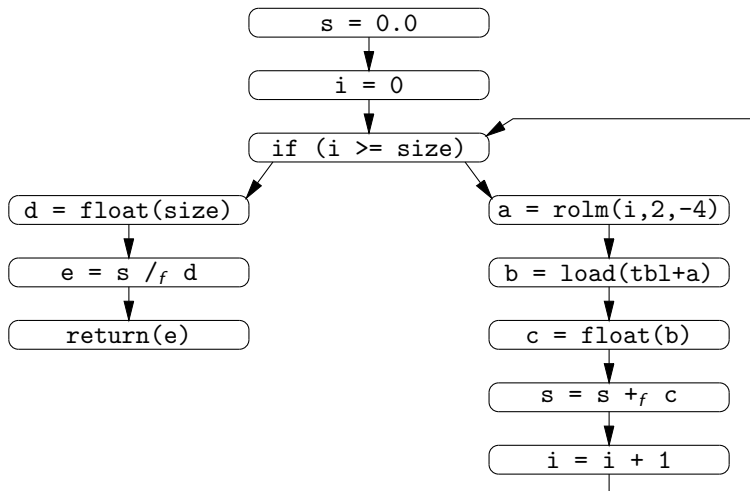 s = 0.0
i = 0
if (i >= size)
d = float(size)
e = s /f d
return(e)
a = rolm(i,2,-4)
b = load(tbl+a)
c = float(b)
s = s +f c
i = i + 1